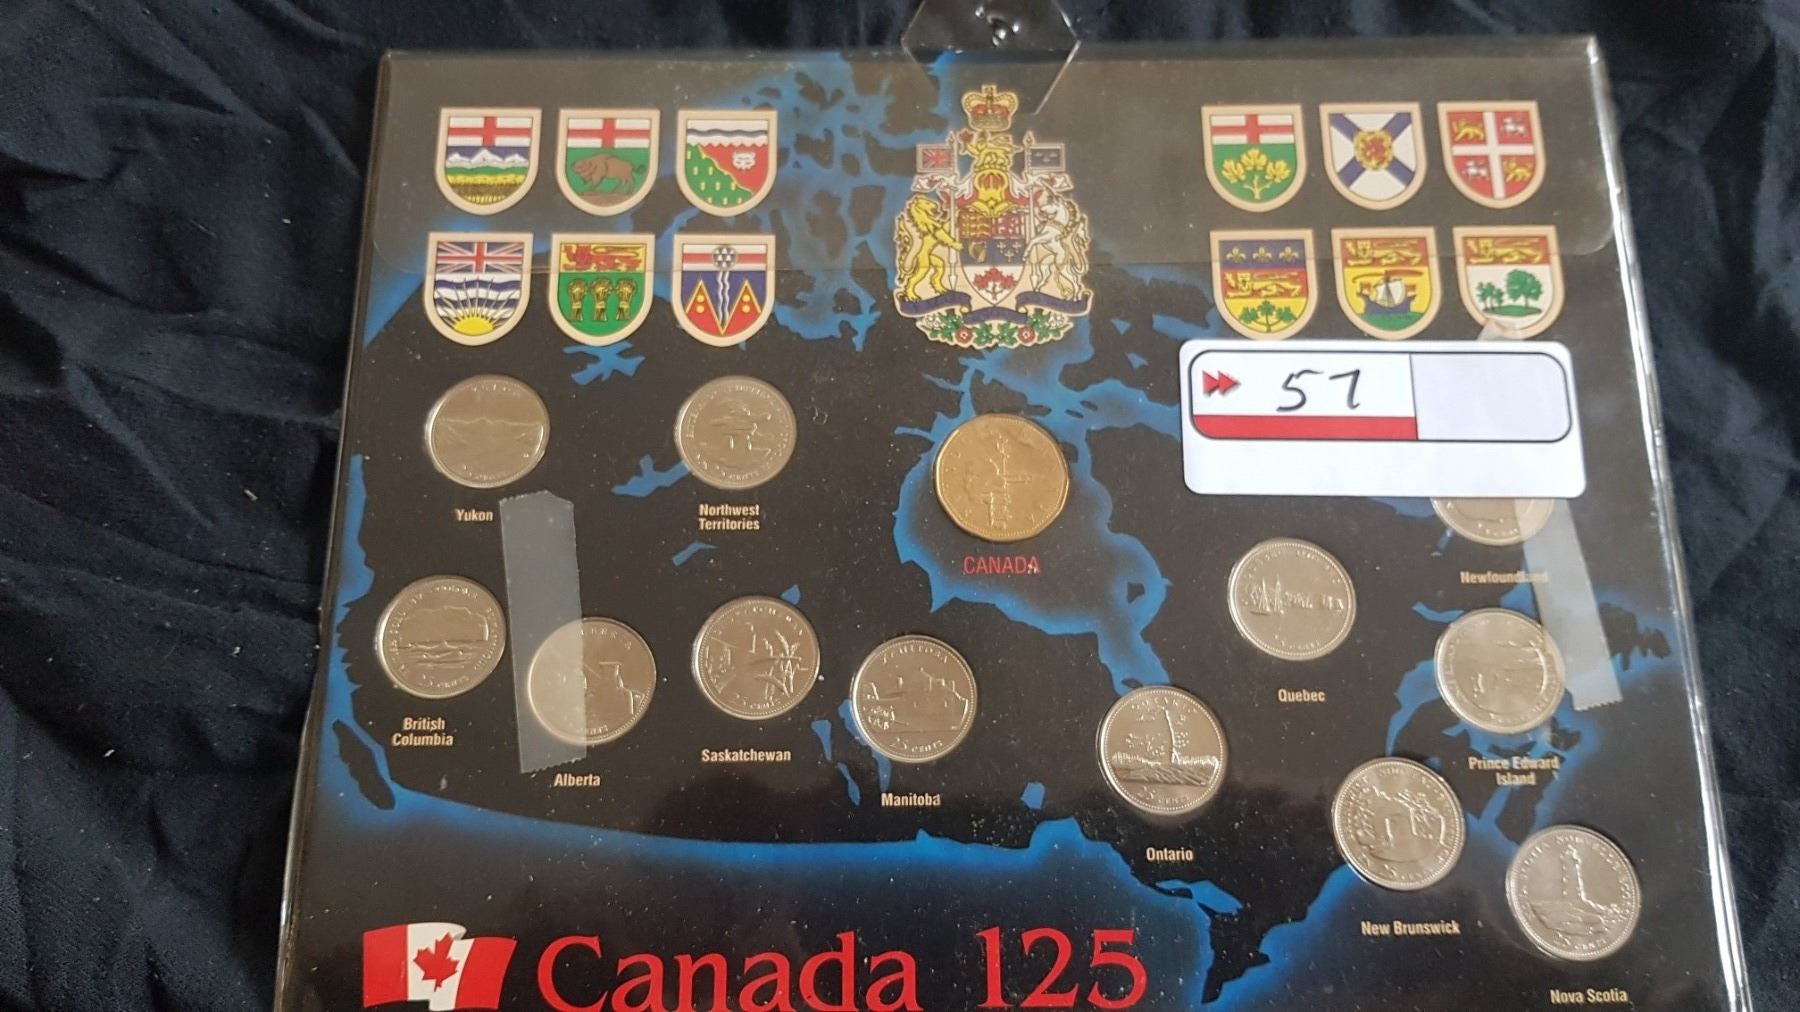 57
Yukon
Northwest
Territories
CANADA
Newfoundland
British
Columbia
Alberta
Saskatchewan
Manitoba
Ontario
Quebec
Prince Edward
Island
New Brunswick
Nova Scotia
Canada 125